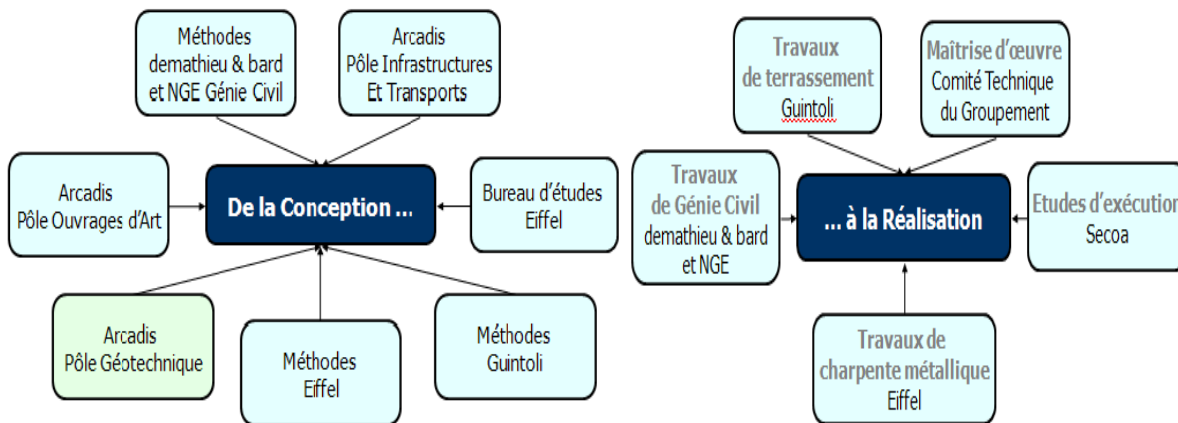 Méthodes
demathieu & bard
et NGE Génie Civil
Arcadis
Pôle Infrastructures
Et Transports
Arcadis
Pôle Ouvrages d'Art
De la Conception ...
Bureau d'études
Eiffel
Arcadis
Pôle Géotechnique
Méthodes
Eiffel
Méthodes
Guintoli
Travaux
de terrassement
Guintoli
Maîtrise d'œuvre
Comité Technique
du Groupement
Travaux
de Génie Civil
demathieu & bard
et NGE
... à la Réalisation
Etudes d'exécution
Secoa
Travaux de
charpente métallique
Eiffel